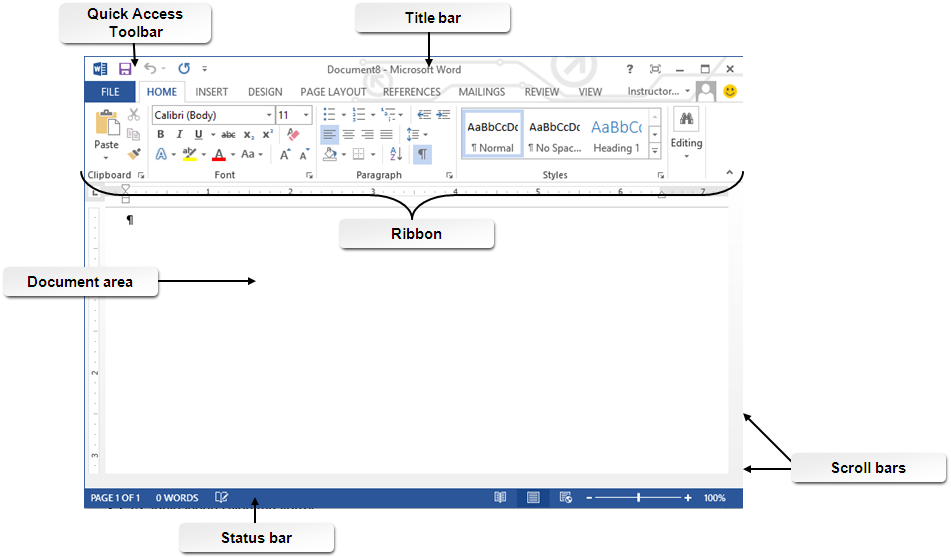 Quick Access
Toolbar
Title bar
Document8 - Microsoft Word
?
FILE HOME INSERT DESIGN PAGE LAYOUT REFERENCES MAILINGS REVIEW VIEW Instructor...
Calibri (Body) 11
B I U abc x₂ x²
A ab A Aa A A
Paste
A
Z
¶
AaBbCcDc AaBbCcDc AaBbCc
¶ Normal ¶ No Spac... Heading 1
Editing
Clipboard Font Paragraph Styles
L 1 2 3 4 5 6 7
¶
Ribbon
Document area
2
3
Scroll bars
PAGE 1 OF 1 0 WORDS 100%
Status bar